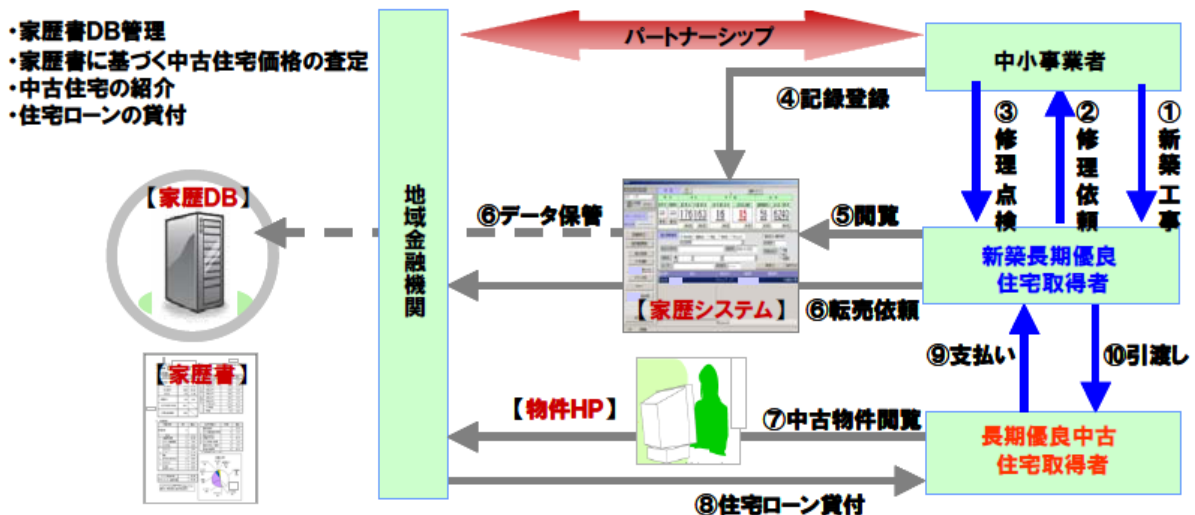 ・家歴書DB管理
・家歴書に基づく中古住宅価格の査定
・中古住宅の紹介
・住宅ローンの貸付
パートナーシップ
中小事業者
④記録登録
③修理点検
②修理依頼
①新築工事
【家歴DB】
地域金融機関
⑥データ保管
⑤閲覧
新築長期優良
住宅取得者
【家歴システム】
⑥転売依頼
⑨支払い
⑩引渡し
【家歴書】
【物件HP】
⑦中古物件閲覧
長期優良中古
住宅取得者
⑧住宅ローン貸付